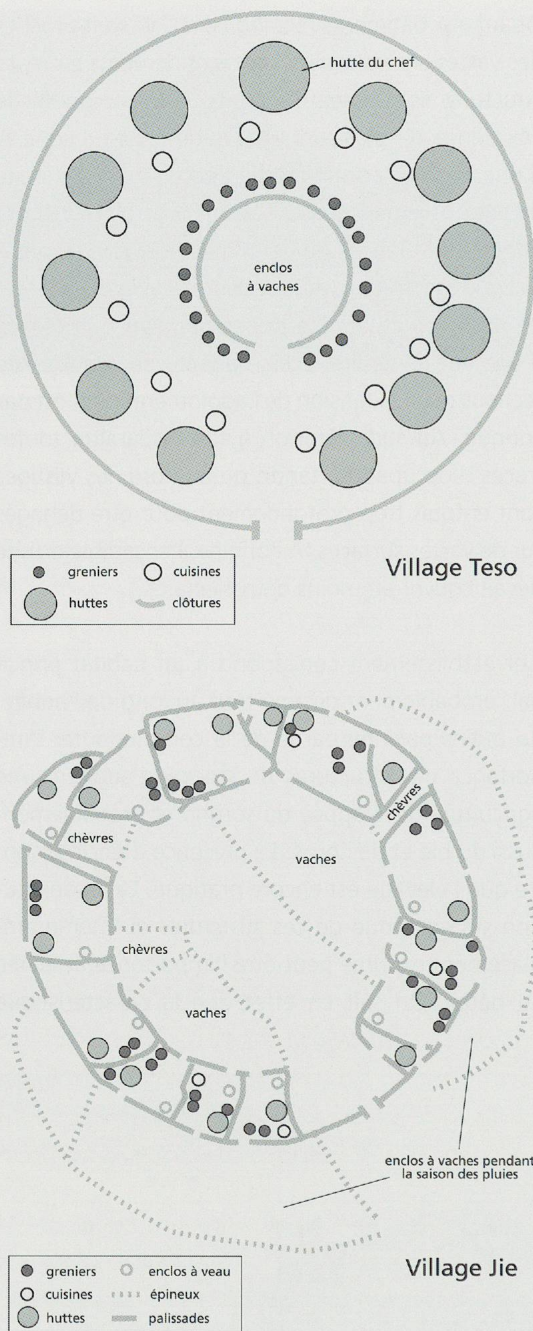 hutte du chef
enclos
à vaches
greniers
cuisines
huttes
clôtures
Village Teso
chèvres
chèvres
vaches
chèvres
vaches
enclos à vaches pendant
la saison des pluies
greniers
enclos à veau
cuisines
épineux
huttes
palissades
Village Jie